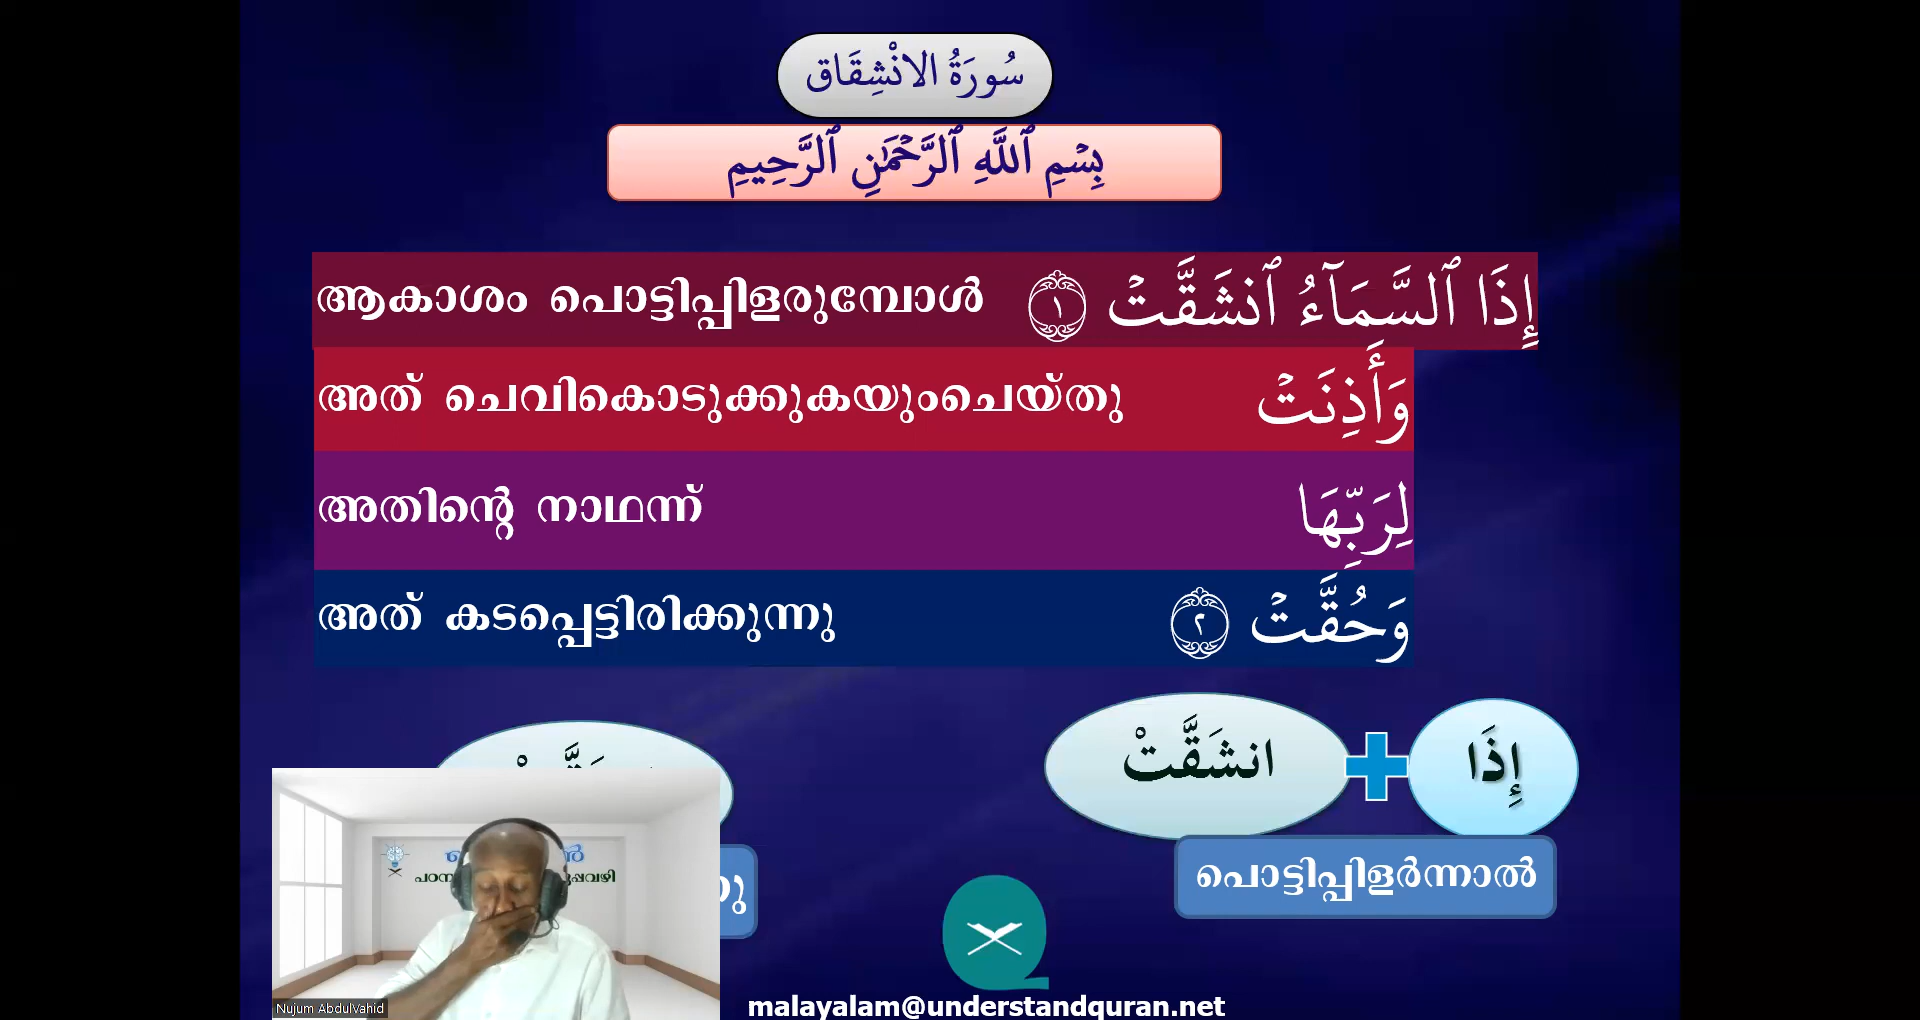 سُورَةُ الانْشِقَاق
بِسۡمِ ٱللَّهِ ٱلرَّحۡمَٰنِ ٱلرَّحِيمِ
ആകാശം പൊട്ടിപ്പിളരുമ്പോൾ إِذَا ٱلسَّمَآءُ ٱنشَقَّتۡ ١
അത് ചെവികൊടുക്കുകയുംചെയ്തു وَأَذِنَتۡ
അതിന്റെ നാഥന്ന് لِرَبِّهَا
അത് കടപ്പെട്ടിരിക്കുന്നു وَحُقَّتۡ ٢
إِذَا + انشَقَّتْ
പൊട്ടിപ്പിളർന്നാൽ
Nujum AbdulVahid
malayalam@understandquran.net